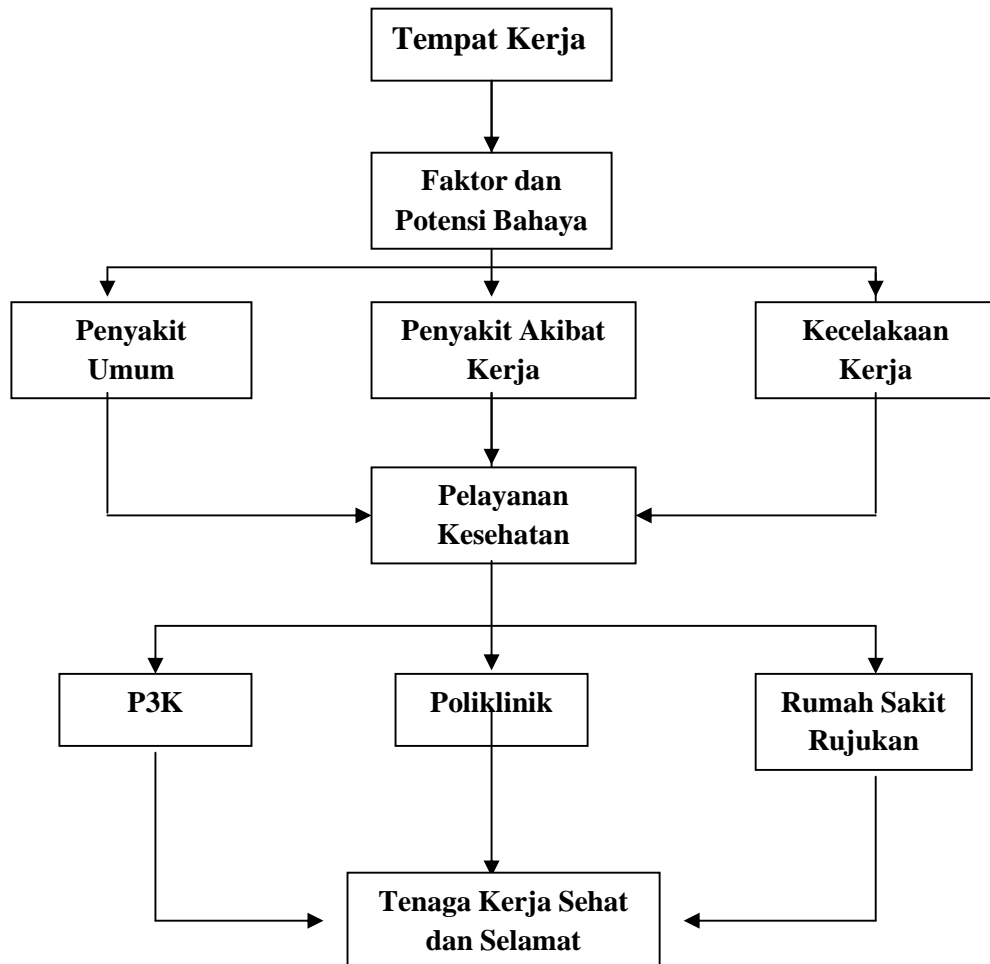 Tempat Kerja
Faktor dan
Potensi Bahaya
Penyakit
Umum
Penyakit Akibat
Kerja
Kecelakaan
Kerja
Pelayanan
Kesehatan
P3K
Poliklinik
Rumah Sakit
Rujukan
Tenaga Kerja Sehat
dan Selamat